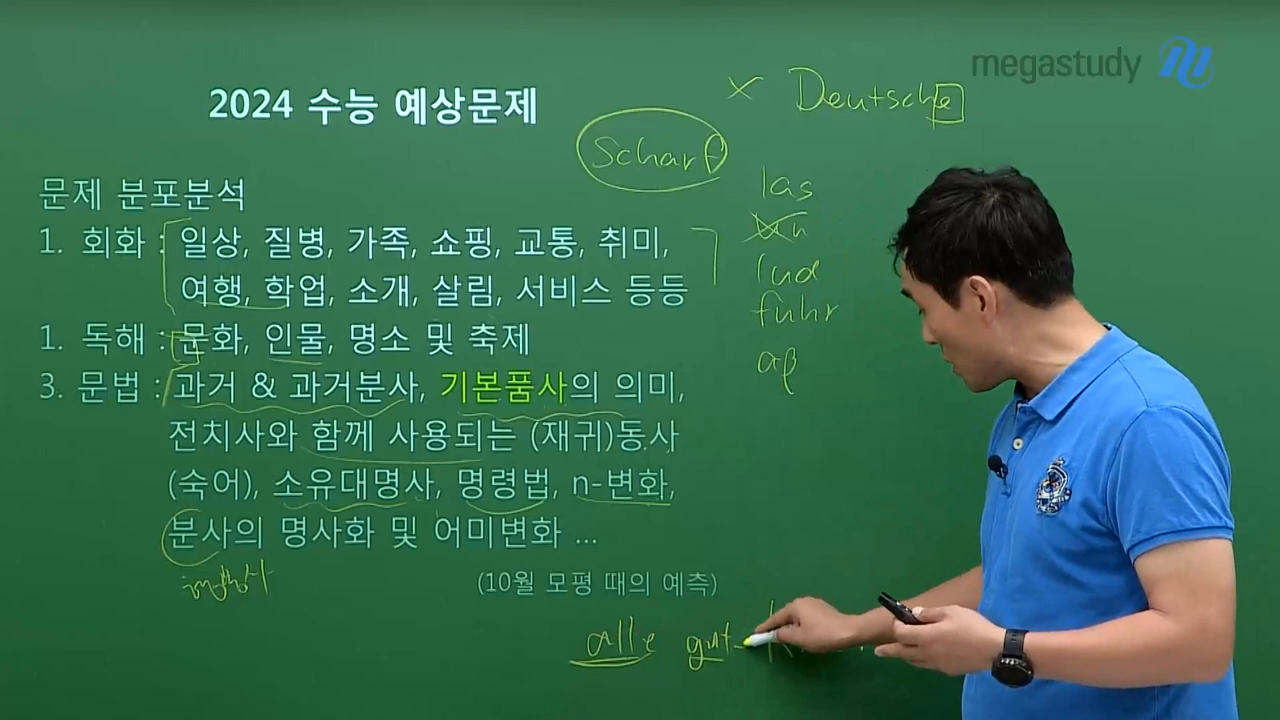 megastudy
2024 수능 예상문제
x Deutsche
Scharf
문제 분포분석
1. 회화 : 일상, 질병, 가족, 쇼핑, 교통, 취미,
여행, 학업, 소개, 살림, 서비스 등등
1. 독해 : 문화, 인물, 명소 및 축제
3. 문법 : 과거 & 과거분사, 기본품사의 의미,
전치사와 함께 사용되는 (재귀)동사
(숙어), 소유대명사, 명령법, n-변화,
분사의 명사화 및 어미변화 ...
las
lud
fuhr
aß
(10월 모평 때의 예측)
alle gut